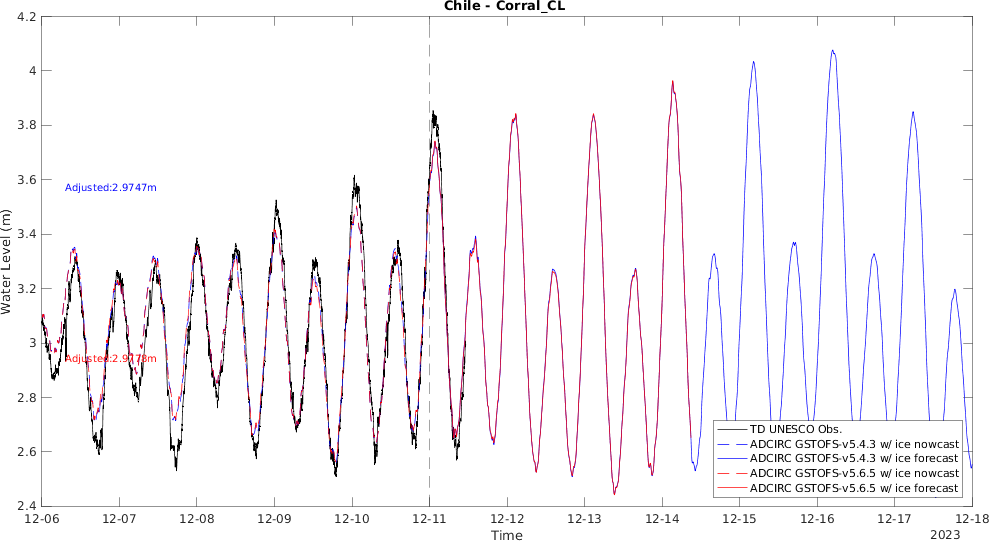 Chile - Corral_CL
4.2
4
3.8
3.6
3.4
3.2
3
2.8
2.6
2.4
Water Level (m)
Adjusted:2.9747m
Adjusted:2.9778m
TD UNESCO Obs.
ADCIRC GSTOFS-v5.4.3 w/ ice nowcast
ADCIRC GSTOFS-v5.4.3 w/ ice forecast
ADCIRC GSTOFS-v5.6.5 w/ ice nowcast
ADCIRC GSTOFS-v5.6.5 w/ ice forecast
12-06 12-07 12-08 12-09 12-10 12-11 12-12 12-13 12-14 12-15 12-16 12-17 12-18
Time
2023